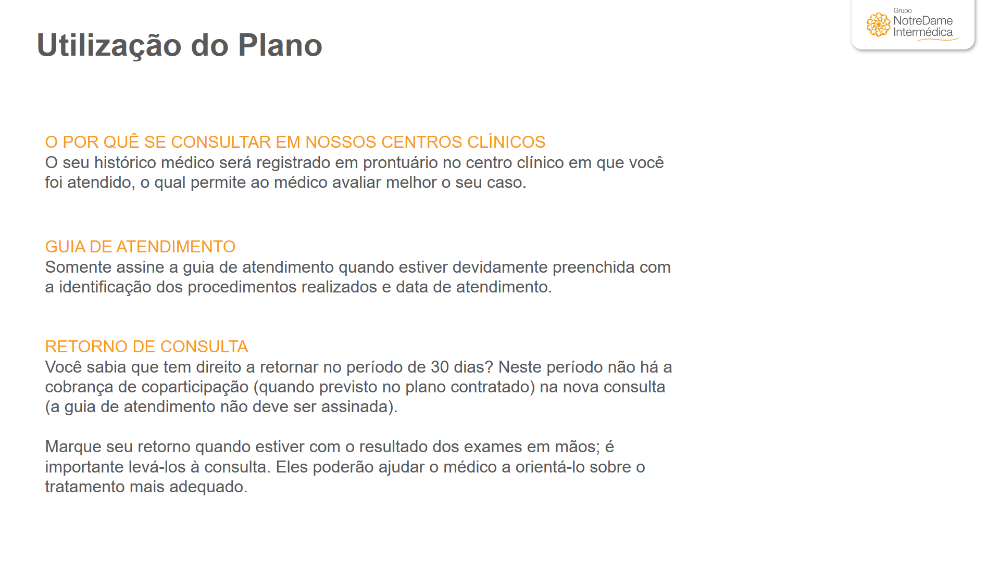 Grupo
NotreDame
Intermédica
Utilização do Plano
O POR QUÊ SE CONSULTAR EM NOSSOS CENTROS CLÍNICOS
O seu histórico médico será registrado em prontuário no centro clínico em que você
foi atendido, o qual permite ao médico avaliar melhor o seu caso.
GUIA DE ATENDIMENTO
Somente assine a guia de atendimento quando estiver devidamente preenchida com
a identificação dos procedimentos realizados e data de atendimento.
RETORNO DE CONSULTA
Você sabia que tem direito a retornar no período de 30 dias? Neste período não há a
cobrança de coparticipação (quando previsto no plano contratado) na nova consulta
(a guia de atendimento não deve ser assinada).
Marque seu retorno quando estiver com o resultado dos exames em mãos; é
importante levá-los à consulta. Eles poderão ajudar o médico a orientá-lo sobre o
tratamento mais adequado.